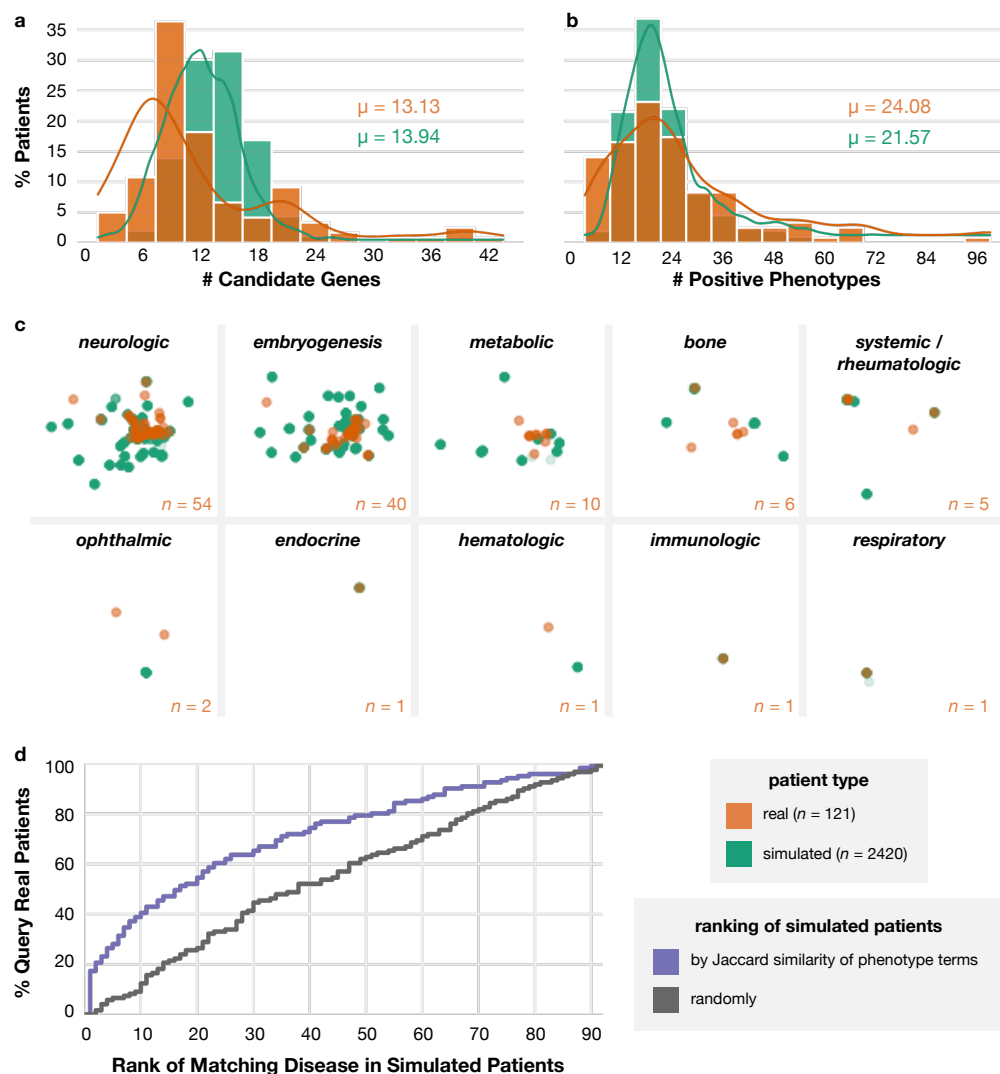 a
35
30
25
20
15
10
5
0
% Patients
μ = 13.13
μ = 13.94
0 6 12 18 24 30 36 42
# Candidate Genes
b
μ = 24.08
μ = 21.57
0 12 24 36 48 60 72 84 96
# Positive Phenotypes
c
neurologic
n = 54
embryogenesis
n = 40
metabolic
n = 10
bone
n = 6
systemic /
rheumatologic
n = 5
ophthalmic
n = 2
endocrine
n = 1
hematologic
n = 1
immunologic
n = 1
respiratory
n = 1
d
100
80
60
40
20
0
% Query Real Patients
0 10 20 30 40 50 60 70 80 90
Rank of Matching Disease in Simulated Patients
patient type
real (n = 121)
simulated (n = 2420)
ranking of simulated patients
by Jaccard similarity of phenotype terms
randomly